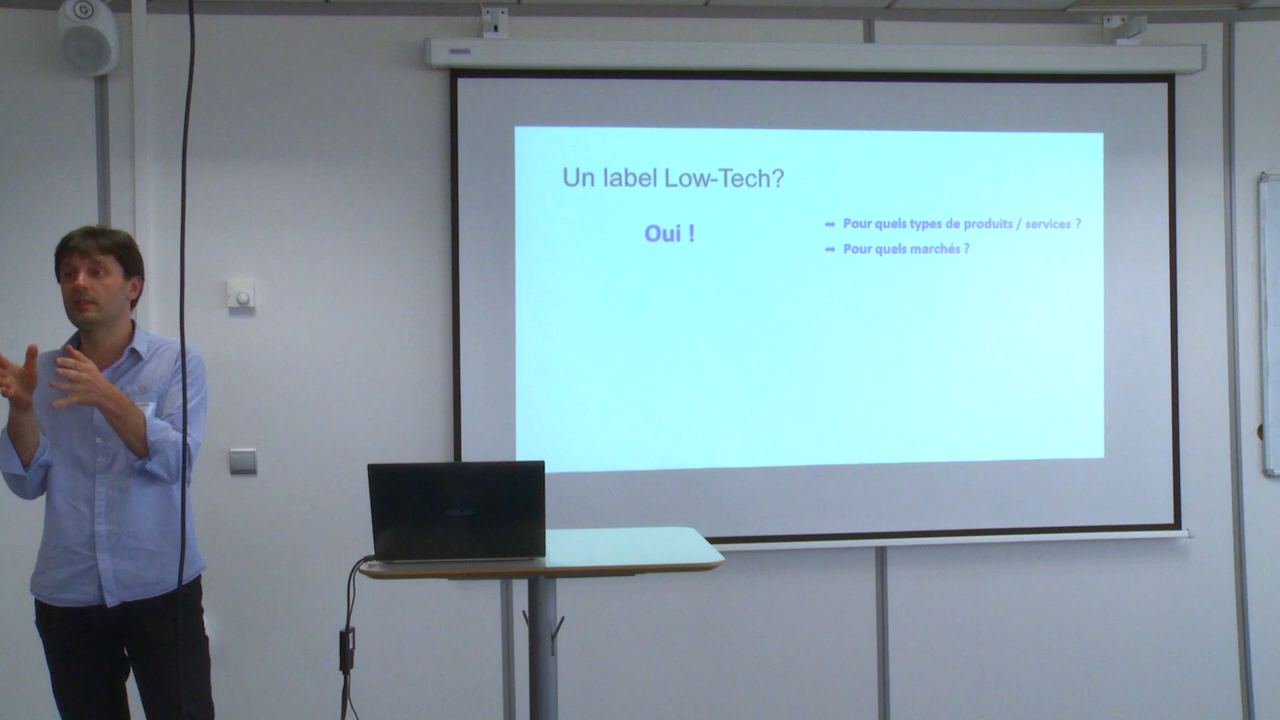 Un label Low-Tech?
Oui !
➡ Pour quels types de produits / services ?
➡ Pour quels marchés ?